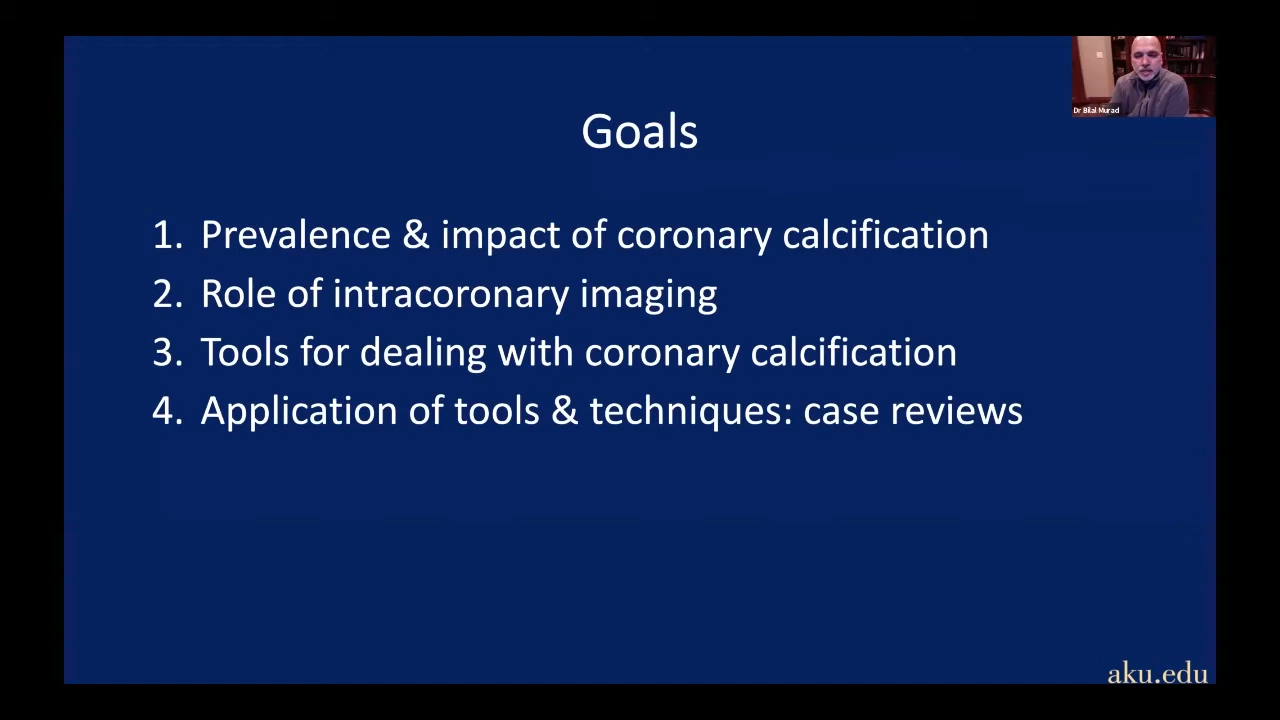 Dr Bilal Murad
Goals
1. Prevalence & impact of coronary calcification
2. Role of intracoronary imaging
3. Tools for dealing with coronary calcification
4. Application of tools & techniques: case reviews
aku.edu